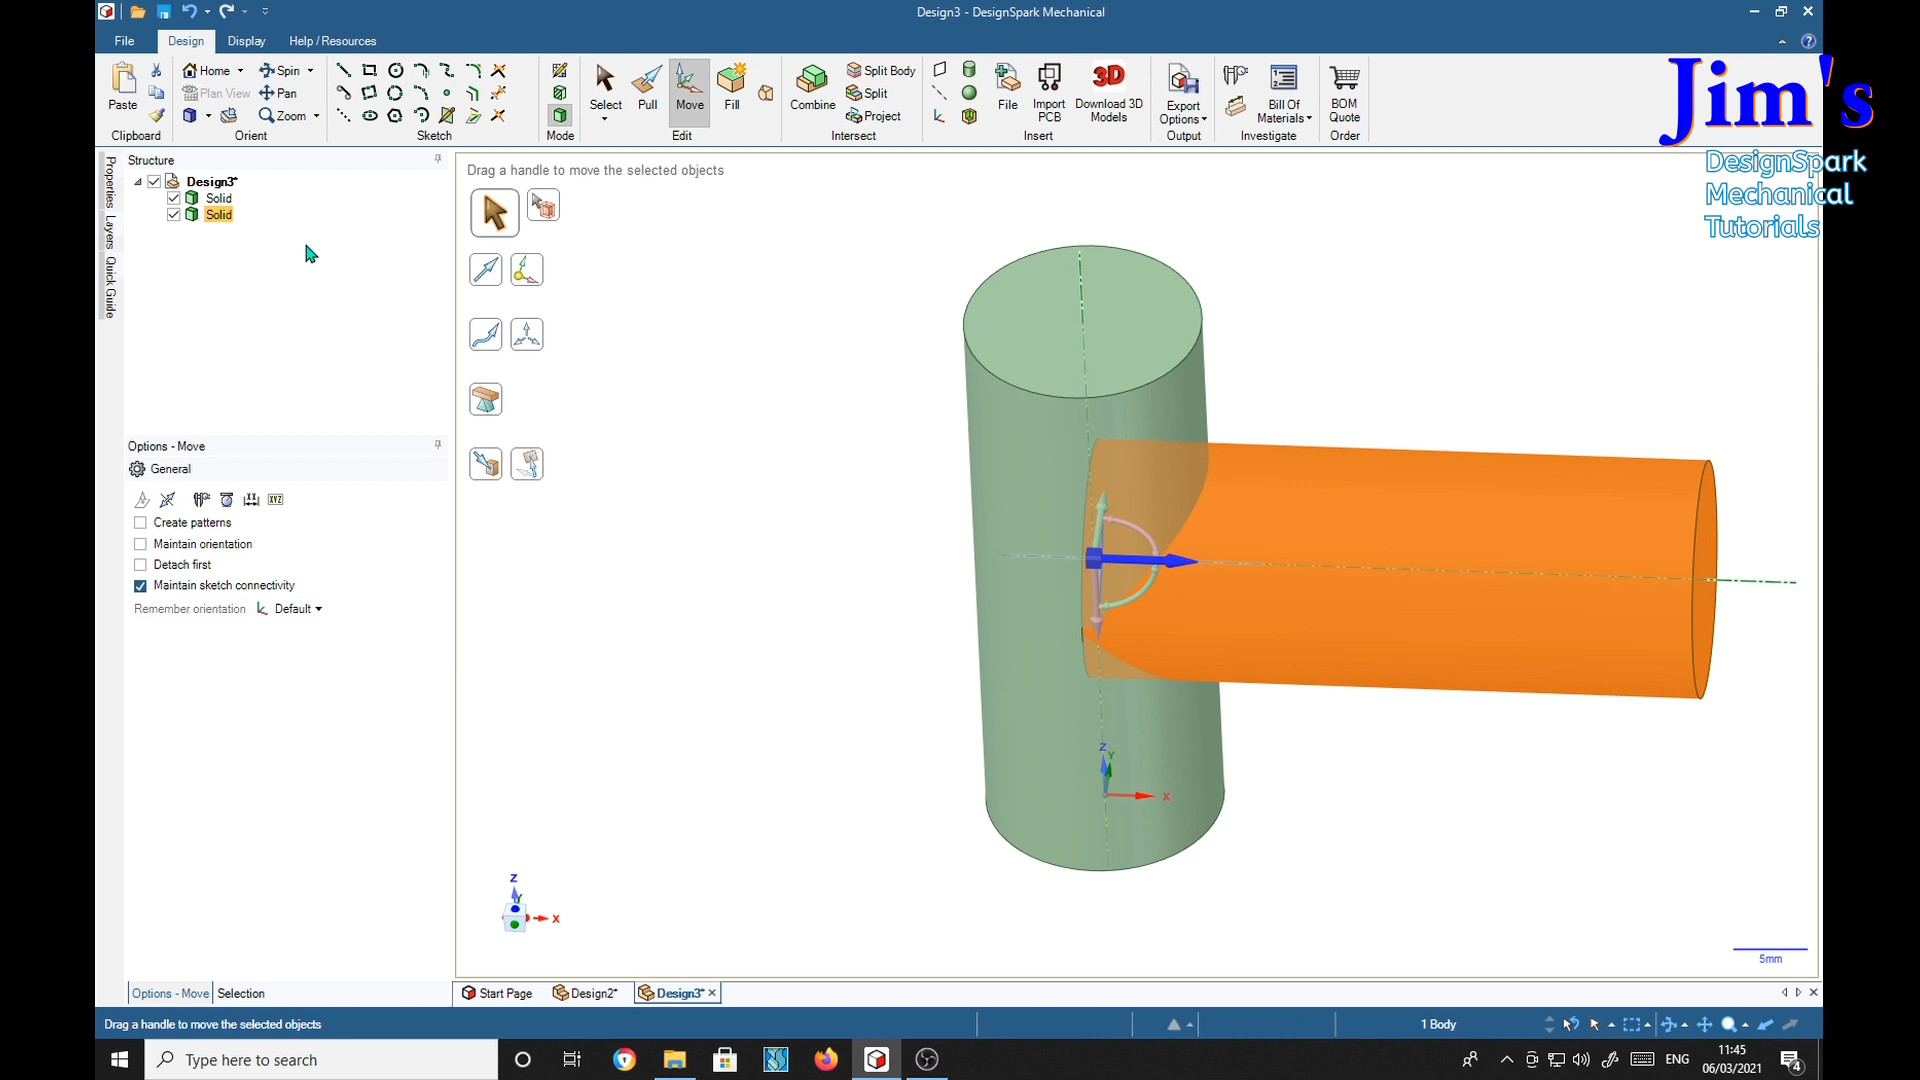 Design3 - DesignSpark Mechanical
File Design Display Help/Resources
Paste
Clipboard
Home
Plan View
Spin
Pan
Zoom
Orient
Sketch
Mode
Select
Pull
Move
Fill
Edit
Combine
Split Body
Split
Project
Intersect
File
Import PCB
Download 3D Models
Insert
Export Options
Output
Bill Of Materials
Investigate
BOM Quote
Order
Jim's
DesignSpark
Mechanical
Tutorials
Properties
Layers
Quick Guide
Structure
Design3*
Solid
Solid
Drag a handle to move the selected objects
Options - Move
General
Create patterns
Maintain orientation
Detach first
Maintain sketch connectivity
Remember orientation Default
Z
Y
X
Z
Y
X
5mm
Options - Move Selection
Start Page Design2* Design3*
Drag a handle to move the selected objects
1 Body
Type here to search
ENG
11:45
06/03/2021
4